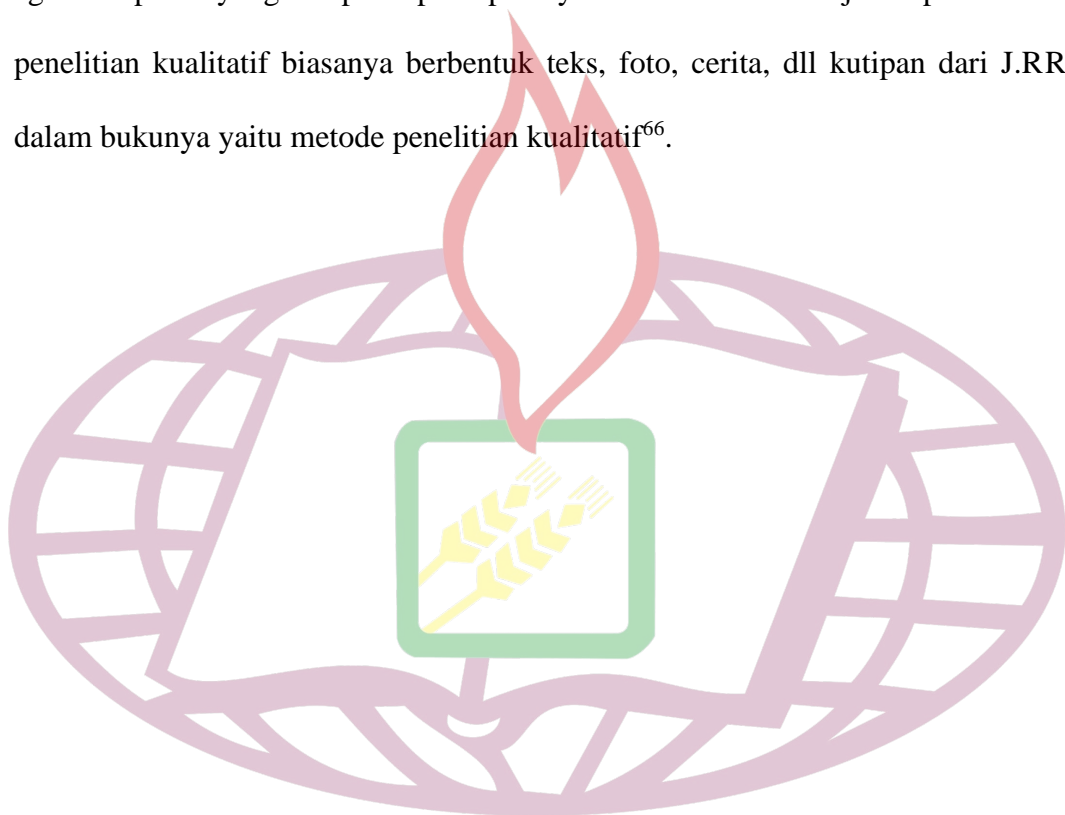 penelitian kualitatif biasanya berbentuk teks, foto, cerita, dll kutipan dari J.RR
dalam bukunya yaitu metode penelitian kualitatif⁶⁶.